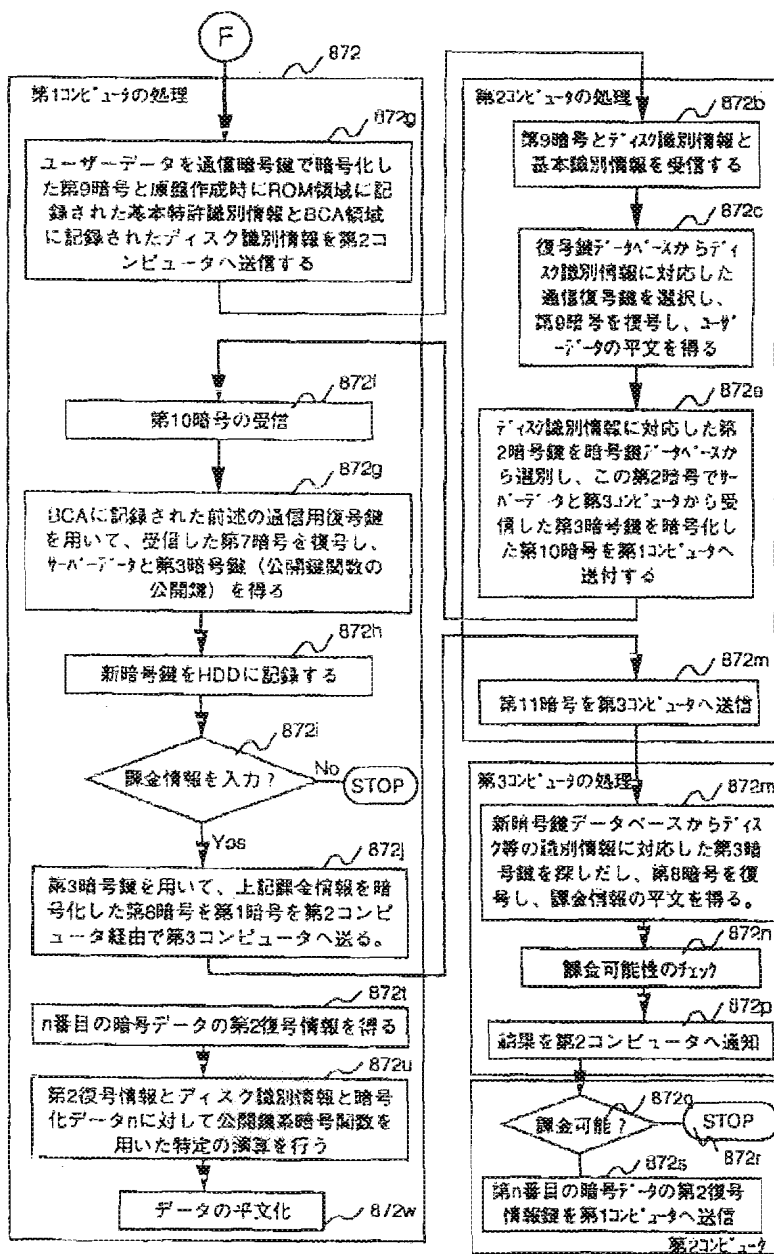 F
872
第1コンピュータの処理
872g
ユーザーデータを通信暗号鍵で暗号化し
た第9暗号と原盤作成時にROM領域に記
録された基本特許識別情報とBCA領域
に記録されたディスク識別情報を第2コ
ンピュータへ送信する
872f
第10暗号の受信
872g
BCAに記録された前述の通信用復号鍵
を用いて、受信した第7暗号を復号し、
サーバーデータと第3暗号鍵（公開鍵関数の
公開鍵）を得る
872h
新暗号鍵をHDDに記録する
872i
課金情報を入力？
No
STOP
Yes
872j
第3暗号鍵を用いて、上記課金情報を暗
号化した第8暗号を第1暗号を第2コンピ
ュータ経由で第3コンピュータへ送る。
872t
n番目の暗号データの第2復号情報を得る
872u
第2復号情報とディスク識別情報と暗号
化データnに対して公開鍵系暗号関数を
用いた特定の演算を行う
データの平文化
872w
第2コンピュータの処理
872b
第9暗号とディスク識別情報と
基本識別情報を受信する
872c
復号鍵データベースからディ
スク識別情報に対応した
通信復号鍵を選択し、
第9暗号を復号し、ユーザ
ーデータの平文を得る
872e
ディスク識別情報に対応した第
2暗号鍵を暗号鍵データベースか
ら選別し、この第2暗号でサー
バーデータと第3コンピュータから受
信した第3暗号鍵を暗号化し
た第10暗号を第1コンピュータへ
送付する
872m
第11暗号を第3コンピュータへ送信
第3コンピュータの処理
872m
新暗号鍵データベースからディス
ク等の識別情報に対応した第3暗
号鍵を探しだし、第8暗号を復
号し、課金情報の平文を得る。
872n
課金可能性のチェック
872p
結果を第2コンピュータへ通知
872q
課金可能？
STOP
872r
872s
第n番目の暗号データの第2復号
情報鍵を第1コンピュータへ送信
第2コンピュータ